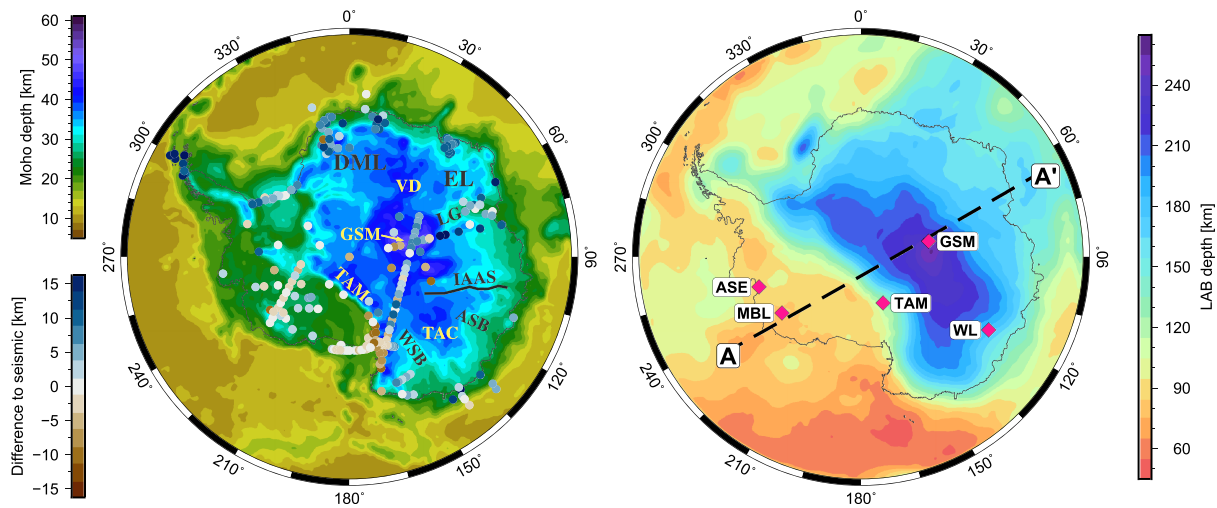 Moho depth [km]
60
50
40
30
20
10
Difference to seismic [km]
15
10
5
0
−5
−10
−15
0˚
30˚
60˚
90˚
120˚
150˚
180˚
210˚
240˚
270˚
300˚
330˚
DML
VD
EL
LG
GSM
TAM
IAAS
ASB
TAC
WSB
0˚
30˚
60˚
90˚
120˚
150˚
180˚
210˚
240˚
270˚
300˚
330˚
A'
GSM
ASE
TAM
MBL
WL
A
LAB depth [km]
240
210
180
150
120
90
60